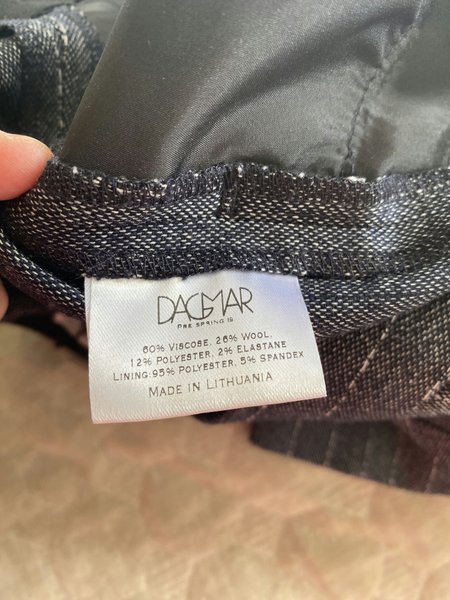 DAGMAR
PRE SPRING 19
60% VISCOSE, 26% WOOL,
12% POLYESTER, 2% ELASTANE
LINING:95% POLYESTER, 5% SPANDEX
MADE IN LITHUANIA